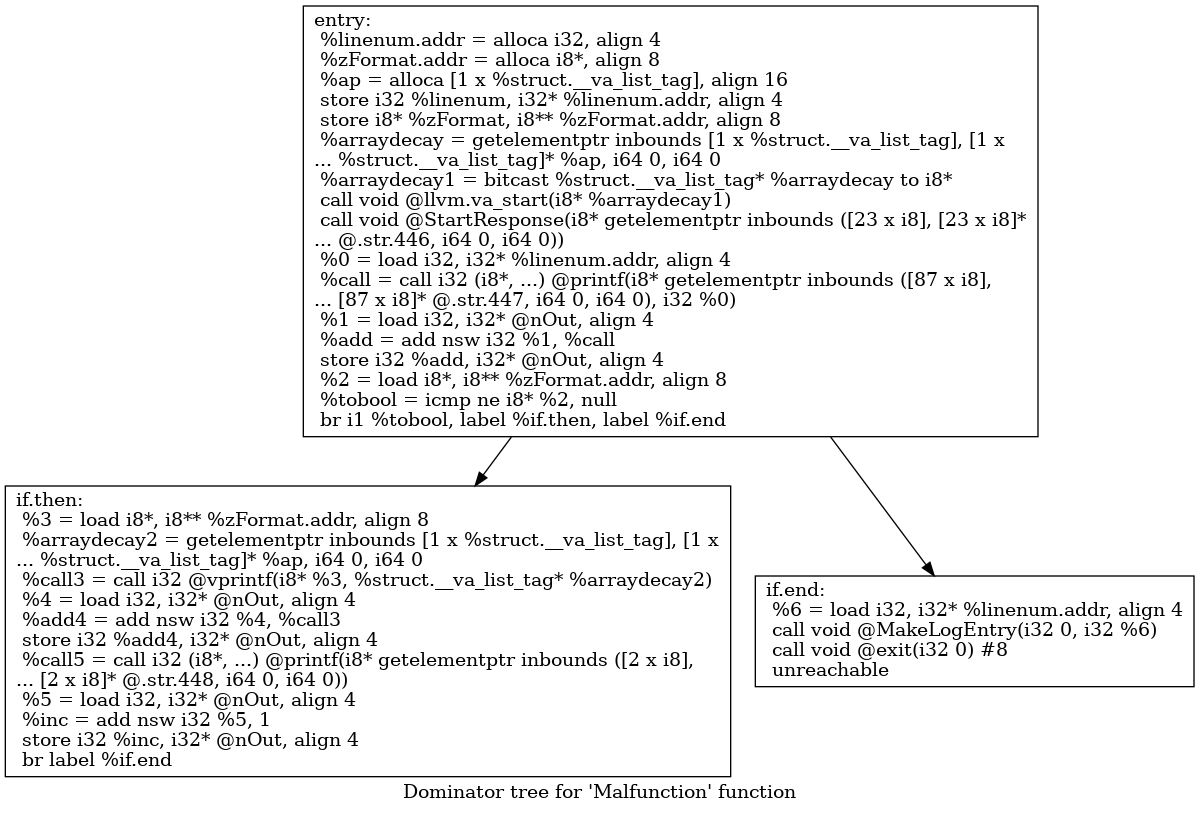 entry:
%linenum.addr = alloca i32, align 4
%zFormat.addr = alloca i8*, align 8
%ap = alloca [1 x %struct.__va_list_tag], align 16
store i32 %linenum, i32* %linenum.addr, align 4
store i8* %zFormat, i8** %zFormat.addr, align 8
%arraydecay = getelementptr inbounds [1 x %struct.__va_list_tag], [1 x
... %struct.__va_list_tag]* %ap, i64 0, i64 0
%arraydecay1 = bitcast %struct.__va_list_tag* %arraydecay to i8*
call void @llvm.va_start(i8* %arraydecay1)
call void @StartResponse(i8* getelementptr inbounds ([23 x i8], [23 x i8]*
... @.str.446, i64 0, i64 0))
%0 = load i32, i32* %linenum.addr, align 4
%call = call i32 (i8*, ...) @printf(i8* getelementptr inbounds ([87 x i8],
... [87 x i8]* @.str.447, i64 0, i64 0), i32 %0)
%1 = load i32, i32* @nOut, align 4
%add = add nsw i32 %1, %call
store i32 %add, i32* @nOut, align 4
%2 = load i8*, i8** %zFormat.addr, align 8
%tobool = icmp ne i8* %2, null
br i1 %tobool, label %if.then, label %if.end
if.then:
%3 = load i8*, i8** %zFormat.addr, align 8
%arraydecay2 = getelementptr inbounds [1 x %struct.__va_list_tag], [1 x
... %struct.__va_list_tag]* %ap, i64 0, i64 0
%call3 = call i32 @vprintf(i8* %3, %struct.__va_list_tag* %arraydecay2)
%4 = load i32, i32* @nOut, align 4
%add4 = add nsw i32 %4, %call3
store i32 %add4, i32* @nOut, align 4
%call5 = call i32 (i8*, ...) @printf(i8* getelementptr inbounds ([2 x i8],
... [2 x i8]* @.str.448, i64 0, i64 0))
%5 = load i32, i32* @nOut, align 4
%inc = add nsw i32 %5, 1
store i32 %inc, i32* @nOut, align 4
br label %if.end
if.end:
%6 = load i32, i32* %linenum.addr, align 4
call void @MakeLogEntry(i32 0, i32 %6)
call void @exit(i32 0) #8
unreachable
Dominator tree for 'Malfunction' function